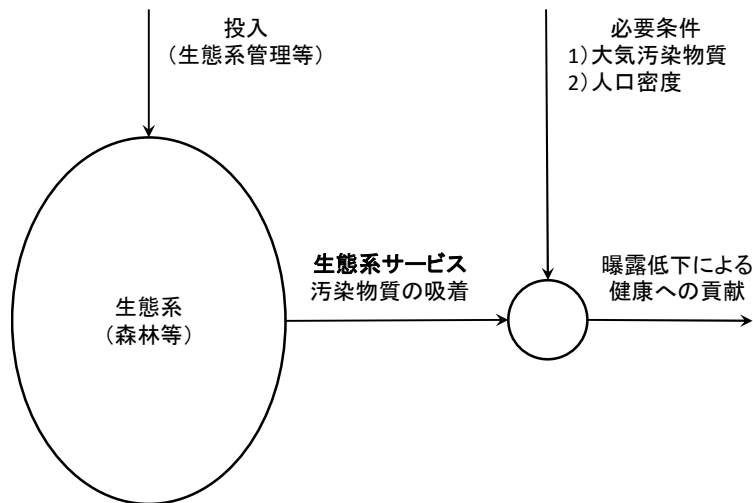 投入
（生態系管理等）
必要条件
1）大気汚染物質
2）人口密度
生態系サービス
汚染物質の吸着
曝露低下による
健康への貢献
生態系
（森林等）